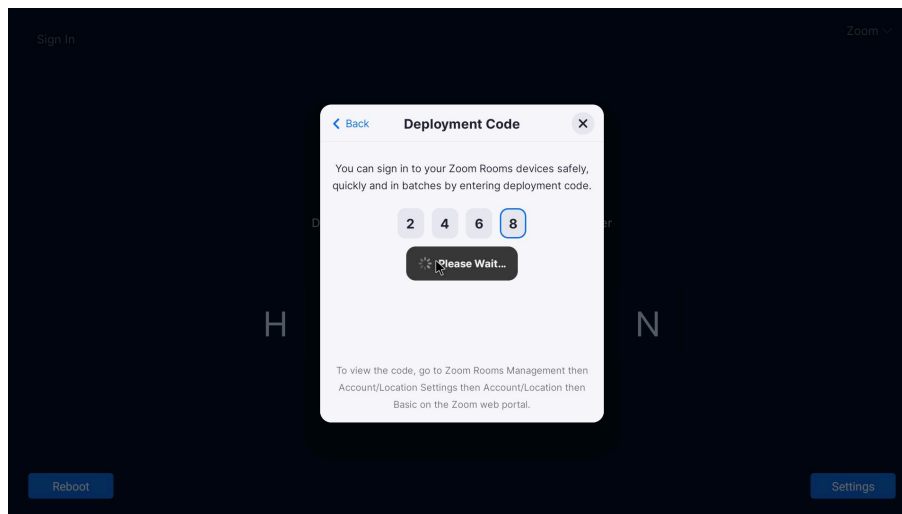 Sign In
Zoom
Back
Deployment Code
You can sign in to your Zoom Rooms devices safely,
quickly and in batches by entering deployment code.
D
er
2 4 6 8
Please Wait...
H N
To view the code, go to Zoom Rooms Management then
Account/Location Settings then Account/Location then
Basic on the Zoom web portal.
Reboot
Settings